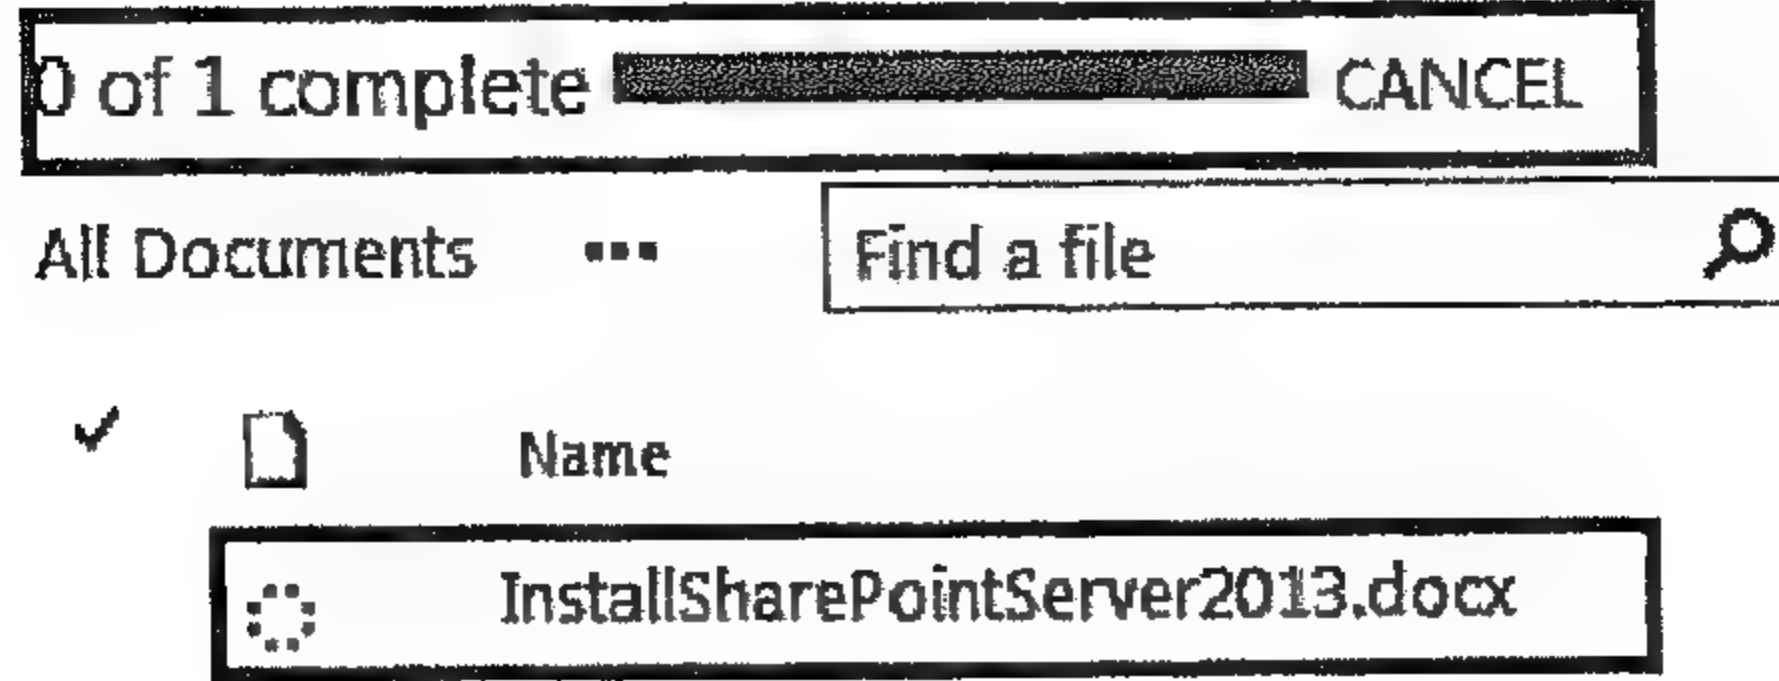 0 of 1 complete CANCEL
All Documents ... Find a file
Name
InstallSharePointServer2013.docx